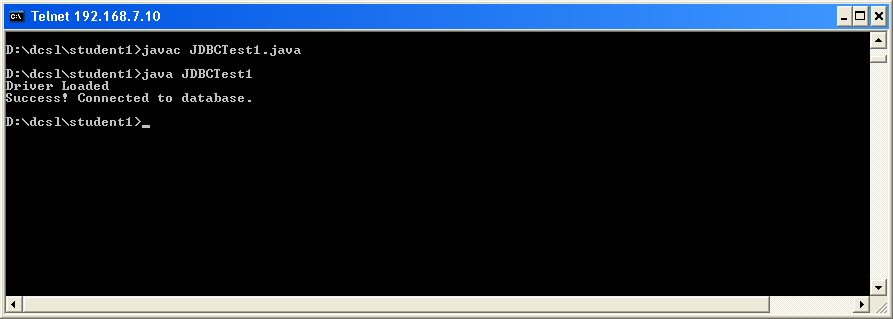 Telnet 192.168.7.10
D:\dcsl\student1>javac JDBCTest1.java
D:\dcsl\student1>java JDBCTest1
Driver Loaded
Success! Connected to database.
D:\dcsl\student1>_